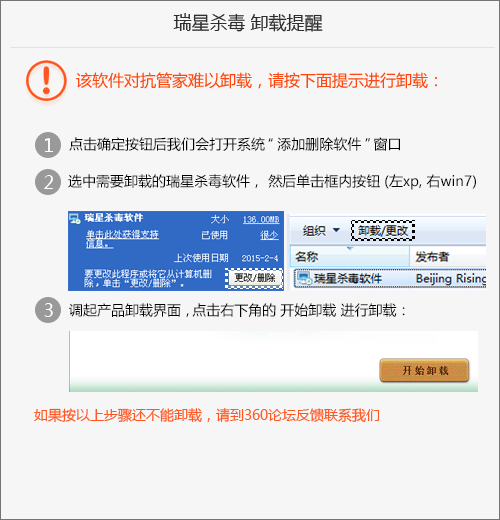 瑞星杀毒 卸载提醒
该软件对抗管家难以卸载，请按下面提示进行卸载：
1 点击确定按钮后我们会打开系统“添加删除软件”窗口
2 选中需要卸载的瑞星杀毒软件， 然后单击框内按钮 (左xp, 右win7)
瑞星杀毒软件 大小 136.00MB
单击此处获得支持信息。 已使用 很少
上次使用日期 2015-2-4
要更改此程序或将它从计算机删除，单击“更改/删除”。 更改/删除
组织 卸载/更改
名称 发布者
瑞星杀毒软件 Beijing Rising
3 调起产品卸载界面，点击右下角的 开始卸载 进行卸载：
开始卸载
如果按以上步骤还不能卸载，请到360论坛反馈联系我们